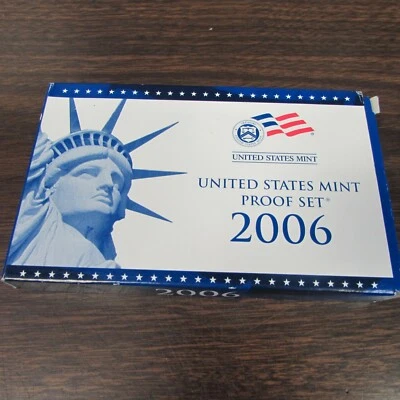 UNITED STATES MINT
UNITED STATES MINT
PROOF SET®
2006
2006